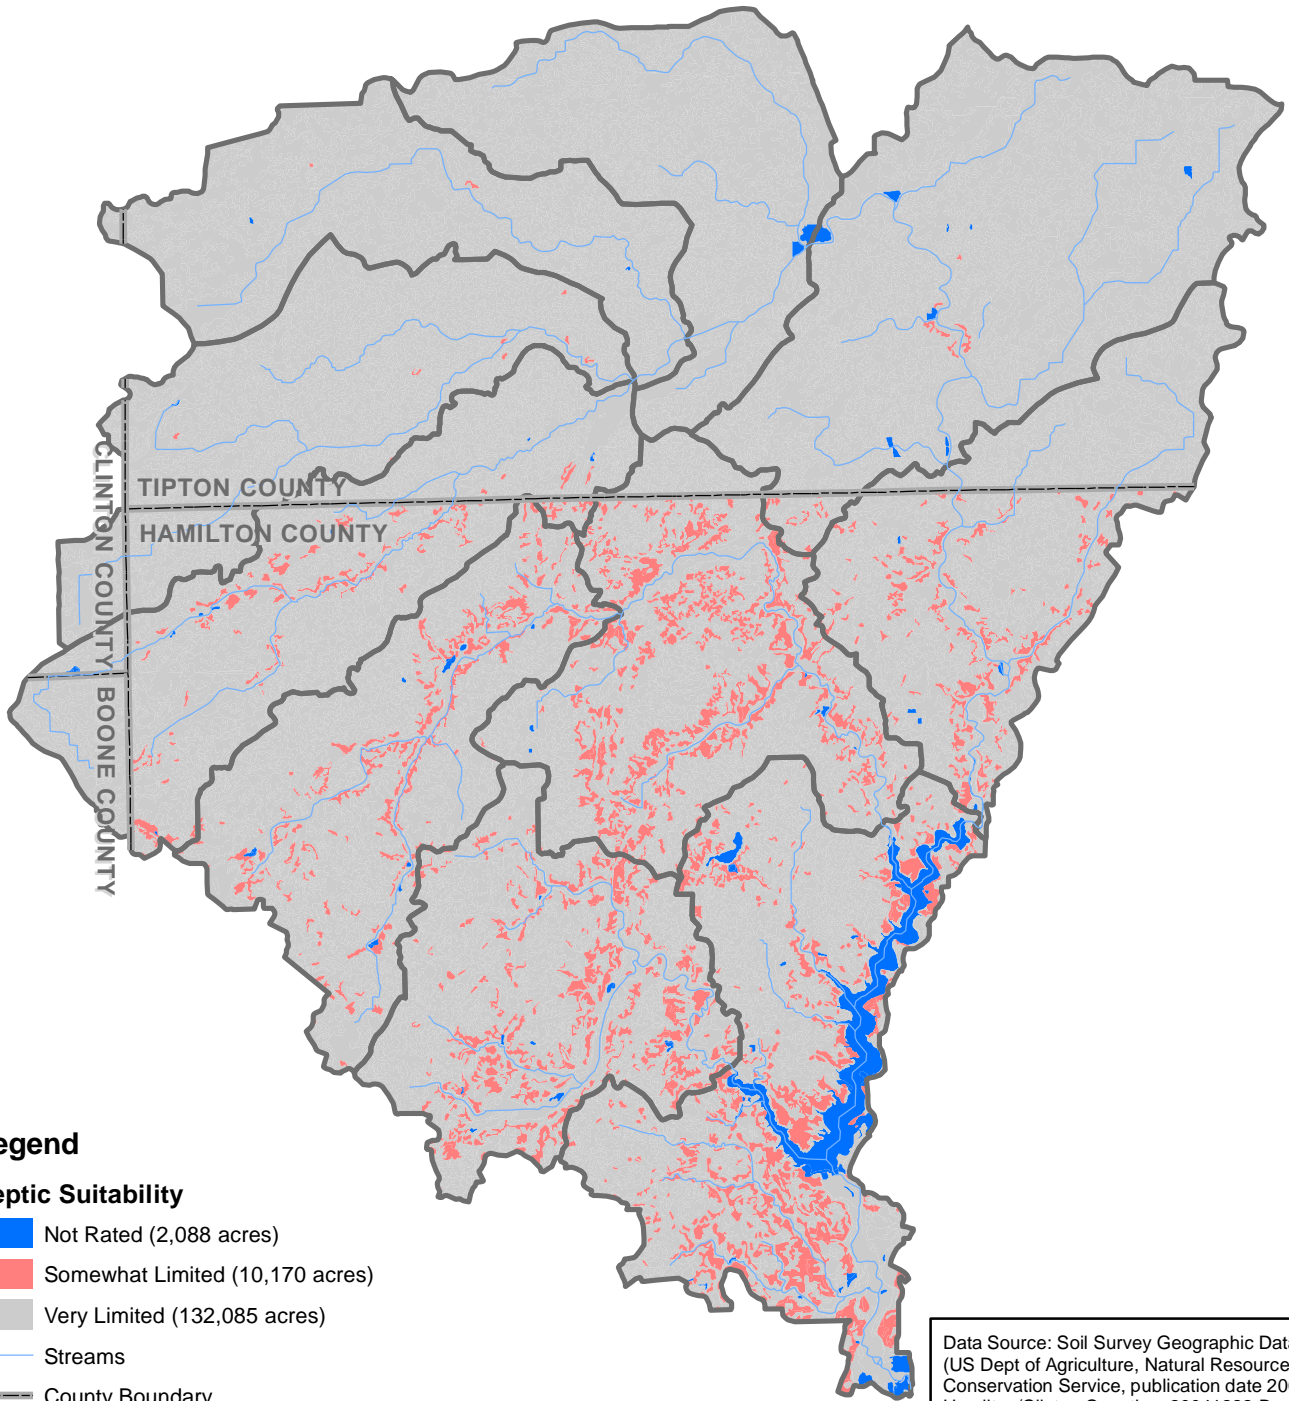 TIPTON COUNTY
HAMILTON COUNTY
CLINTON COUNTY
BOONE COUNTY
egend
eptic Suitability
Not Rated (2,088 acres)
Somewhat Limited (10,170 acres)
Very Limited (132,085 acres)
Streams
County Boundary
Data Source: Soil Survey Geographic Data
(US Dept of Agriculture, Natural Resource
Conservation Service, publication date 20